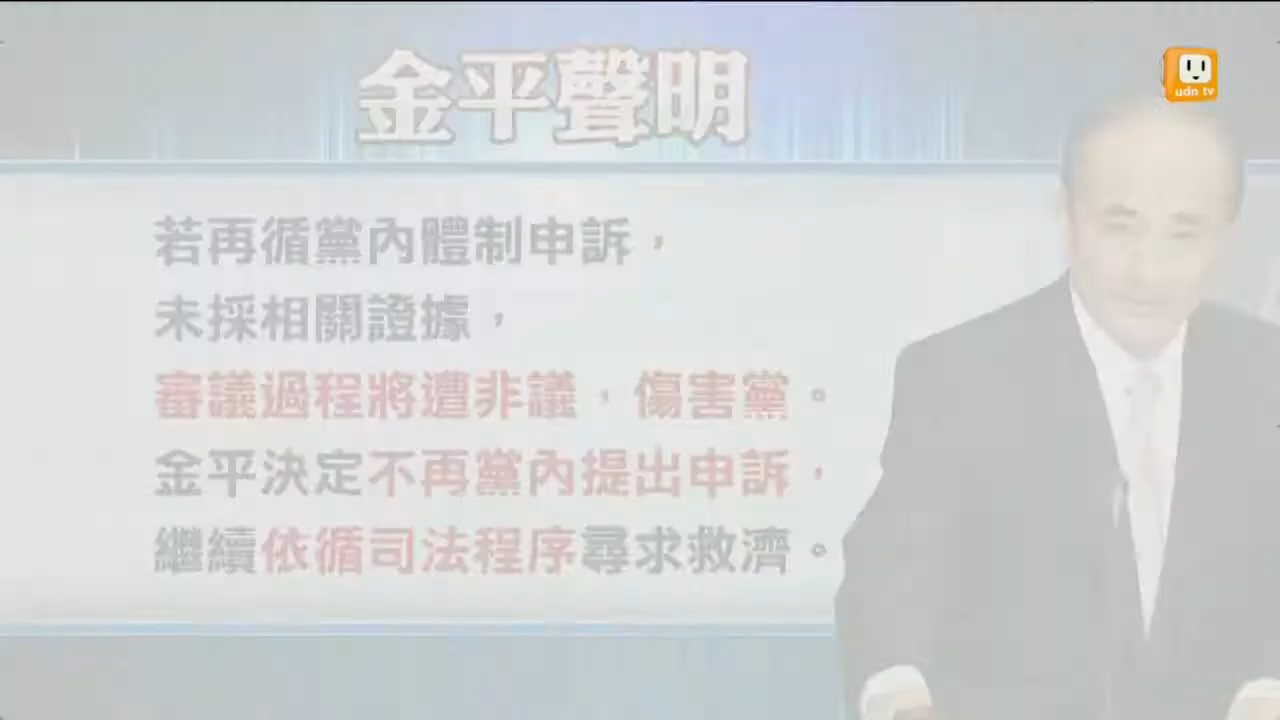 金平聲明
udn tv
若再循黨內體制申訴，
未採相關證據，
審議過程將遭非議，傷害黨。
金平決定不再黨內提出申訴，
繼續依循司法程序尋求救濟。